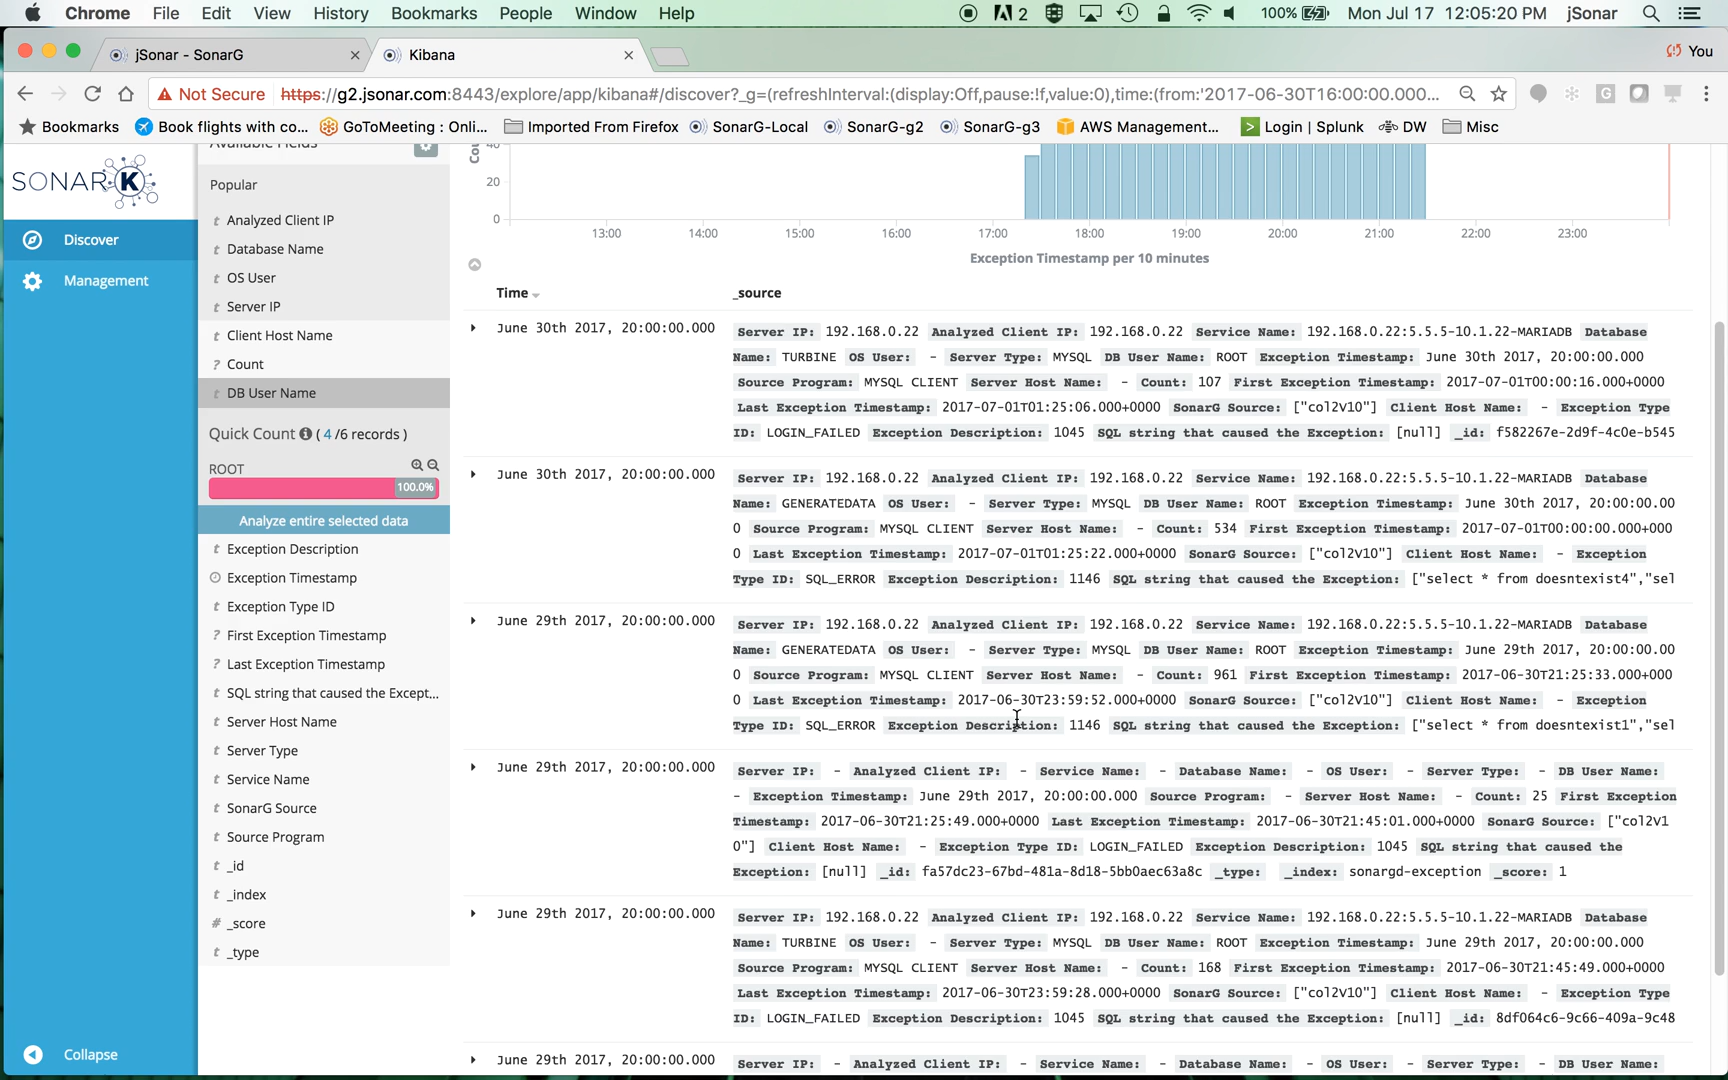 Chrome File Edit View History Bookmarks People Window Help 2 100% Mon Jul 17 12:05:20 PM jSonar
jSonar - SonarG Kibana You
Not Secure https://g2.jsonar.com:8443/explore/app/kibana#/discover?_g=(refreshInterval:(display:Off,pause:!f,value:0),time:(from:'2017-06-30T16:00:00.000...
Bookmarks Book flights with co... GoToMeeting : Onli... Imported From Firefox SonarG-Local SonarG-g2 SonarG-g3 AWS Management... Login | Splunk DW Misc
SONAR K
Discover
Management
Collapse
Available Fields
Popular
t Analyzed Client IP
t Database Name
t OS User
t Server IP
t Client Host Name
? Count
t DB User Name
Quick Count ( 4 /6 records )
ROOT
100.0%
Analyze entire selected data
t Exception Description
Exception Timestamp
t Exception Type ID
? First Exception Timestamp
? Last Exception Timestamp
t SQL string that caused the Except...
t Server Host Name
t Server Type
t Service Name
t SonarG Source
t Source Program
t _id
t _index
# _score
t _type
40
20
0
13:00 14:00 15:00 16:00 17:00 18:00 19:00 20:00 21:00 22:00 23:00
Exception Timestamp per 10 minutes
Time _source
June 30th 2017, 20:00:00.000 Server IP: 192.168.0.22 Analyzed Client IP: 192.168.0.22 Service Name: 192.168.0.22:5.5.5-10.1.22-MARIADB Database
Name: TURBINE OS User: - Server Type: MYSQL DB User Name: ROOT Exception Timestamp: June 30th 2017, 20:00:00.000
Source Program: MYSQL CLIENT Server Host Name: - Count: 107 First Exception Timestamp: 2017-07-01T00:00:16.000+0000
Last Exception Timestamp: 2017-07-01T01:25:06.000+0000 SonarG Source: ["col2V10"] Client Host Name: - Exception Type
ID: LOGIN_FAILED Exception Description: 1045 SQL string that caused the Exception: [null] _id: f582267e-2d9f-4c0e-b545
June 30th 2017, 20:00:00.000 Server IP: 192.168.0.22 Analyzed Client IP: 192.168.0.22 Service Name: 192.168.0.22:5.5.5-10.1.22-MARIADB Database
Name: GENERATEDATA OS User: - Server Type: MYSQL DB User Name: ROOT Exception Timestamp: June 30th 2017, 20:00:00.00
0 Source Program: MYSQL CLIENT Server Host Name: - Count: 534 First Exception Timestamp: 2017-07-01T00:00:00.000+000
0 Last Exception Timestamp: 2017-07-01T01:25:22.000+0000 SonarG Source: ["col2V10"] Client Host Name: - Exception
Type ID: SQL_ERROR Exception Description: 1146 SQL string that caused the Exception: ["select * from doesntexist4","sel
June 29th 2017, 20:00:00.000 Server IP: 192.168.0.22 Analyzed Client IP: 192.168.0.22 Service Name: 192.168.0.22:5.5.5-10.1.22-MARIADB Database
Name: GENERATEDATA OS User: - Server Type: MYSQL DB User Name: ROOT Exception Timestamp: June 29th 2017, 20:00:00.00
0 Source Program: MYSQL CLIENT Server Host Name: - Count: 961 First Exception Timestamp: 2017-06-30T21:25:33.000+000
0 Last Exception Timestamp: 2017-06-30T23:59:52.000+0000 SonarG Source: ["col2V10"] Client Host Name: - Exception
Type ID: SQL_ERROR Exception Description: 1146 SQL string that caused the Exception: ["select * from doesntexist1","sel
June 29th 2017, 20:00:00.000 Server IP: - Analyzed Client IP: - Service Name: - Database Name: - OS User: - Server Type: - DB User Name:
- Exception Timestamp: June 29th 2017, 20:00:00.000 Source Program: - Server Host Name: - Count: 25 First Exception
Timestamp: 2017-06-30T21:25:49.000+0000 Last Exception Timestamp: 2017-06-30T21:45:01.000+0000 SonarG Source: ["col2V1
0"] Client Host Name: - Exception Type ID: LOGIN_FAILED Exception Description: 1045 SQL string that caused the
Exception: [null] _id: fa57dc23-67bd-481a-8d18-5bb0aec63a8c _type: _index: sonargd-exception _score: 1
June 29th 2017, 20:00:00.000 Server IP: 192.168.0.22 Analyzed Client IP: 192.168.0.22 Service Name: 192.168.0.22:5.5.5-10.1.22-MARIADB Database
Name: TURBINE OS User: - Server Type: MYSQL DB User Name: ROOT Exception Timestamp: June 29th 2017, 20:00:00.000
Source Program: MYSQL CLIENT Server Host Name: - Count: 168 First Exception Timestamp: 2017-06-30T21:45:49.000+0000
Last Exception Timestamp: 2017-06-30T23:59:28.000+0000 SonarG Source: ["col2V10"] Client Host Name: - Exception Type
ID: LOGIN_FAILED Exception Description: 1045 SQL string that caused the Exception: [null] _id: 8df064c6-9c66-409a-9c48
June 29th 2017, 20:00:00.000 Server IP: - Analyzed Client IP: - Service Name: - Database Name: - OS User: - Server Type: - DB User Name: